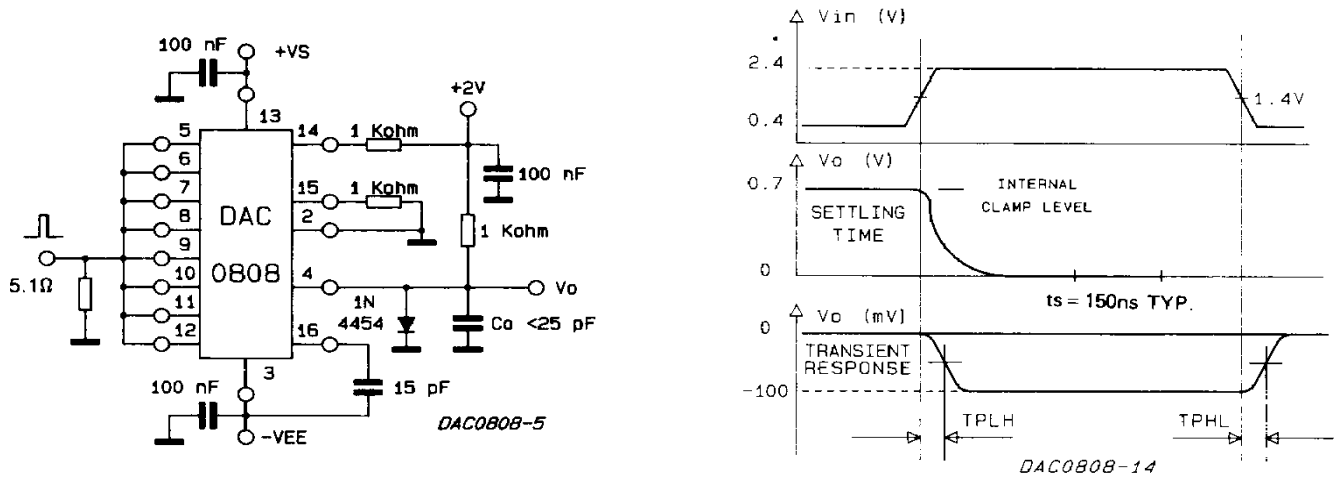 100 nF
+VS
13
+2V
5
6
7
8
9
10
11
12
14
1 Kohm
100 nF
15
1 Kohm
2
DAC
0808
1 Kohm
5.1Ω
4
Vo
1N
4454
Co <25 pF
16
3
100 nF
15 pF
-VEE
DAC0808-5
Vin (V)
2.4
1.4V
0.4
Vo (V)
0.7
INTERNAL
CLAMP LEVEL
SETTLING
TIME
0
ts = 150ns TYP.
Vo (mV)
0
TRANSIENT
RESPONSE
-100
TPLH
TPHL
DAC0808-14